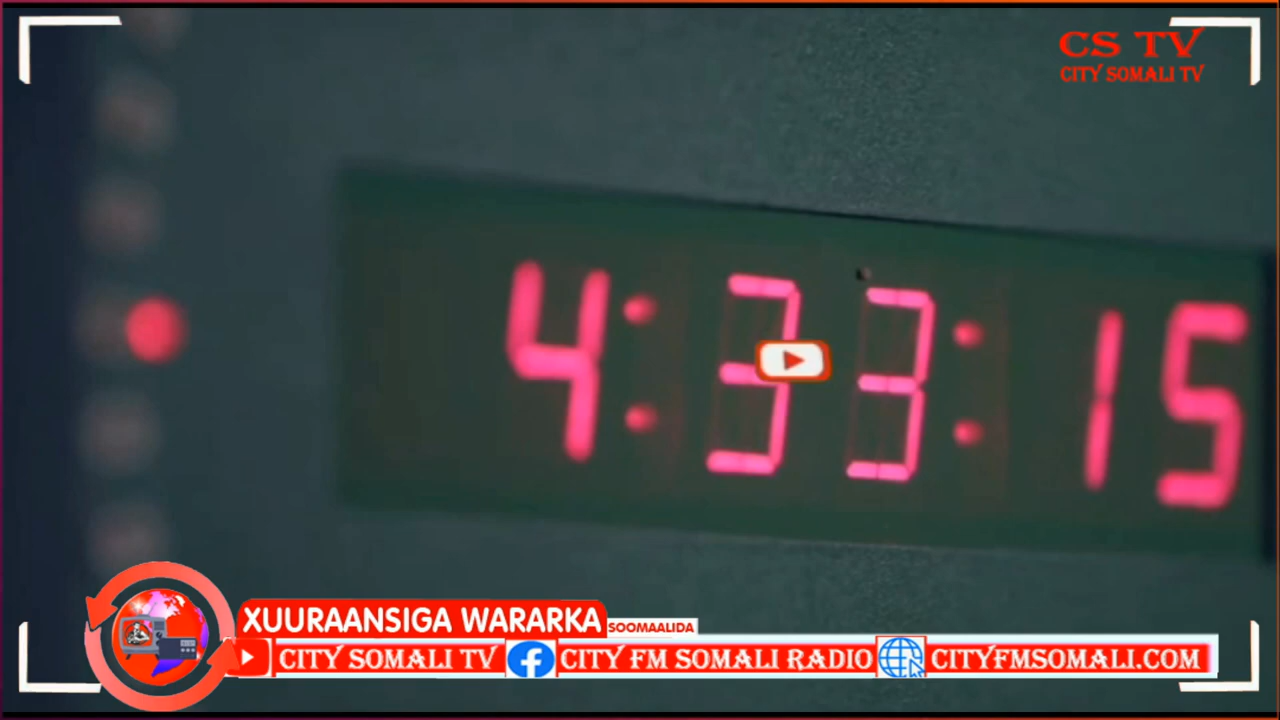 CS TV
CITY SOMALI TV
4:33:15
XUURAANSIGA WARARKA
SOOMAALIDA
CITY SOMALI TV CITY FM SOMALI RADIO CITYFMSOMALI.COM